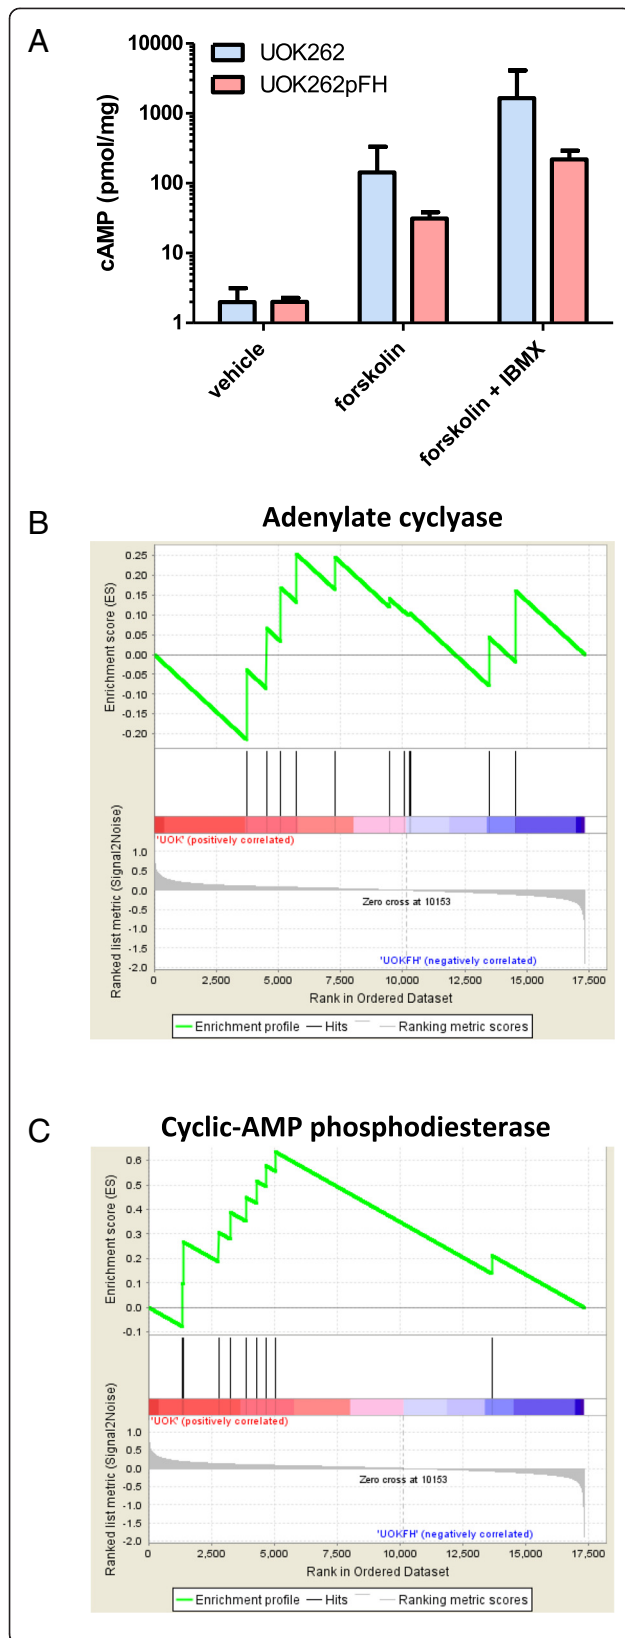 A
10000
1000
100
10
1
cAMP (pmol/mg)
UOK262
UOK262pFH
vehicle
forskolin
forskolin + IBMX
B
Adenylate cyclyase
Enrichment score (ES)
0.25
0.20
0.15
0.10
0.05
0.00
-0.05
-0.10
-0.15
-0.20
'UOK' (positively correlated)
Ranked list metric (Signal2Noise)
1.0
0.5
0.0
-0.5
-1.0
-1.5
-2.0
Zero cross at 10153
'UOKFH' (negatively correlated)
0 2,500 5,000 7,500 10,000 12,500 15,000 17,500
Rank in Ordered Dataset
Enrichment profile Hits Ranking metric scores
C
Cyclic-AMP phosphodiesterase
Enrichment score (ES)
0.6
0.5
0.4
0.3
0.2
0.1
0.0
-0.1
'UOK' (positively correlated)
Ranked list metric (Signal2Noise)
1.0
0.5
0.0
-0.5
-1.0
-1.5
-2.0
Zero cross at 10153
'UOKFH' (negatively correlated)
0 2,500 5,000 7,500 10,000 12,500 15,000 17,500
Rank in Ordered Dataset
Enrichment profile Hits Ranking metric scores